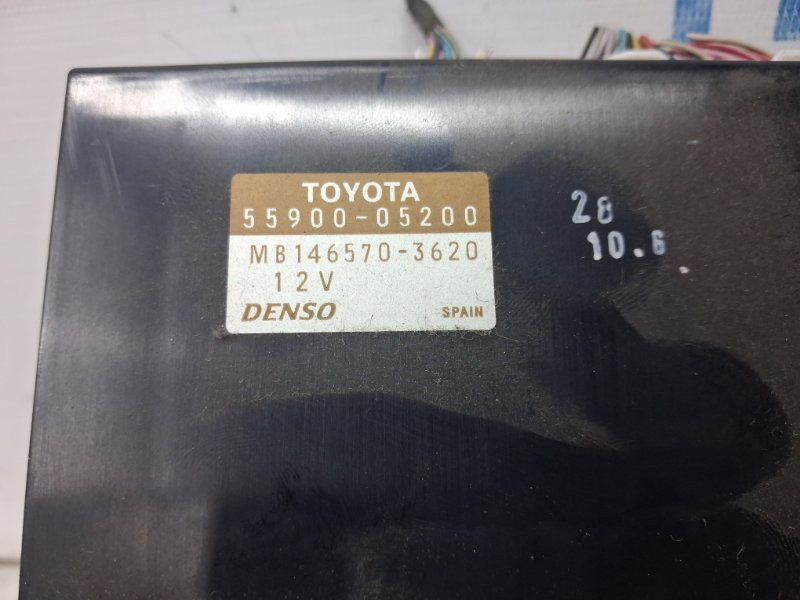 TOYOTA
55900-05200
MB146570-3620
12V
DENSO SPAIN
28
10.6